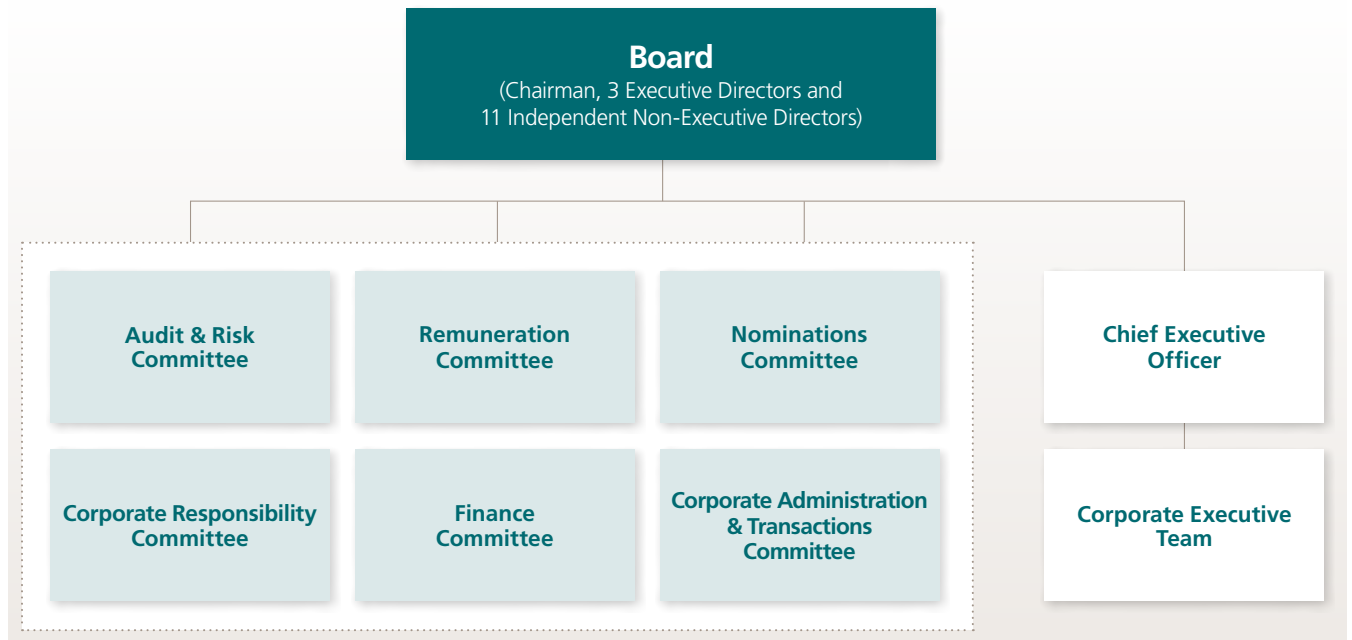 Board
(Chairman, 3 Executive Directors and
11 Independent Non-Executive Directors)
Audit & Risk
Committee
Remuneration
Committee
Nominations
Committee
Chief Executive
Officer
Corporate Responsibility
Committee
Finance
Committee
Corporate Administration
& Transactions
Committee
Corporate Executive
Team